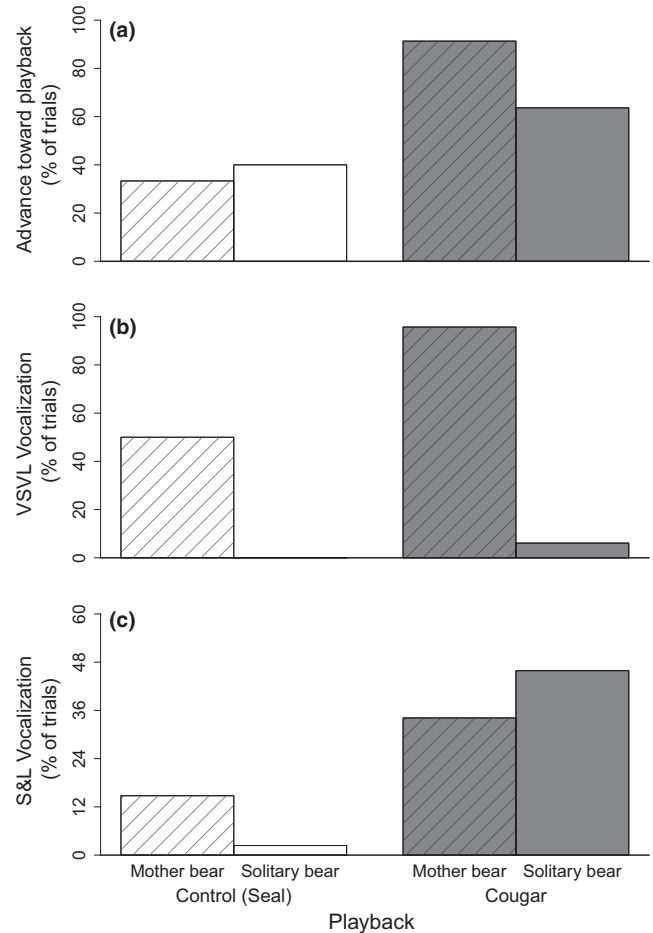 (a)
Advance toward playback
(% of trials)
0 20 40 60 80 100
(b)
VSVL Vocalization
(% of trials)
0 20 40 60 80 100
(c)
S&L Vocalization
(% of trials)
0 12 24 36 48 60
Mother bear Solitary bear Mother bear Solitary bear
Control (Seal) Cougar
Playback